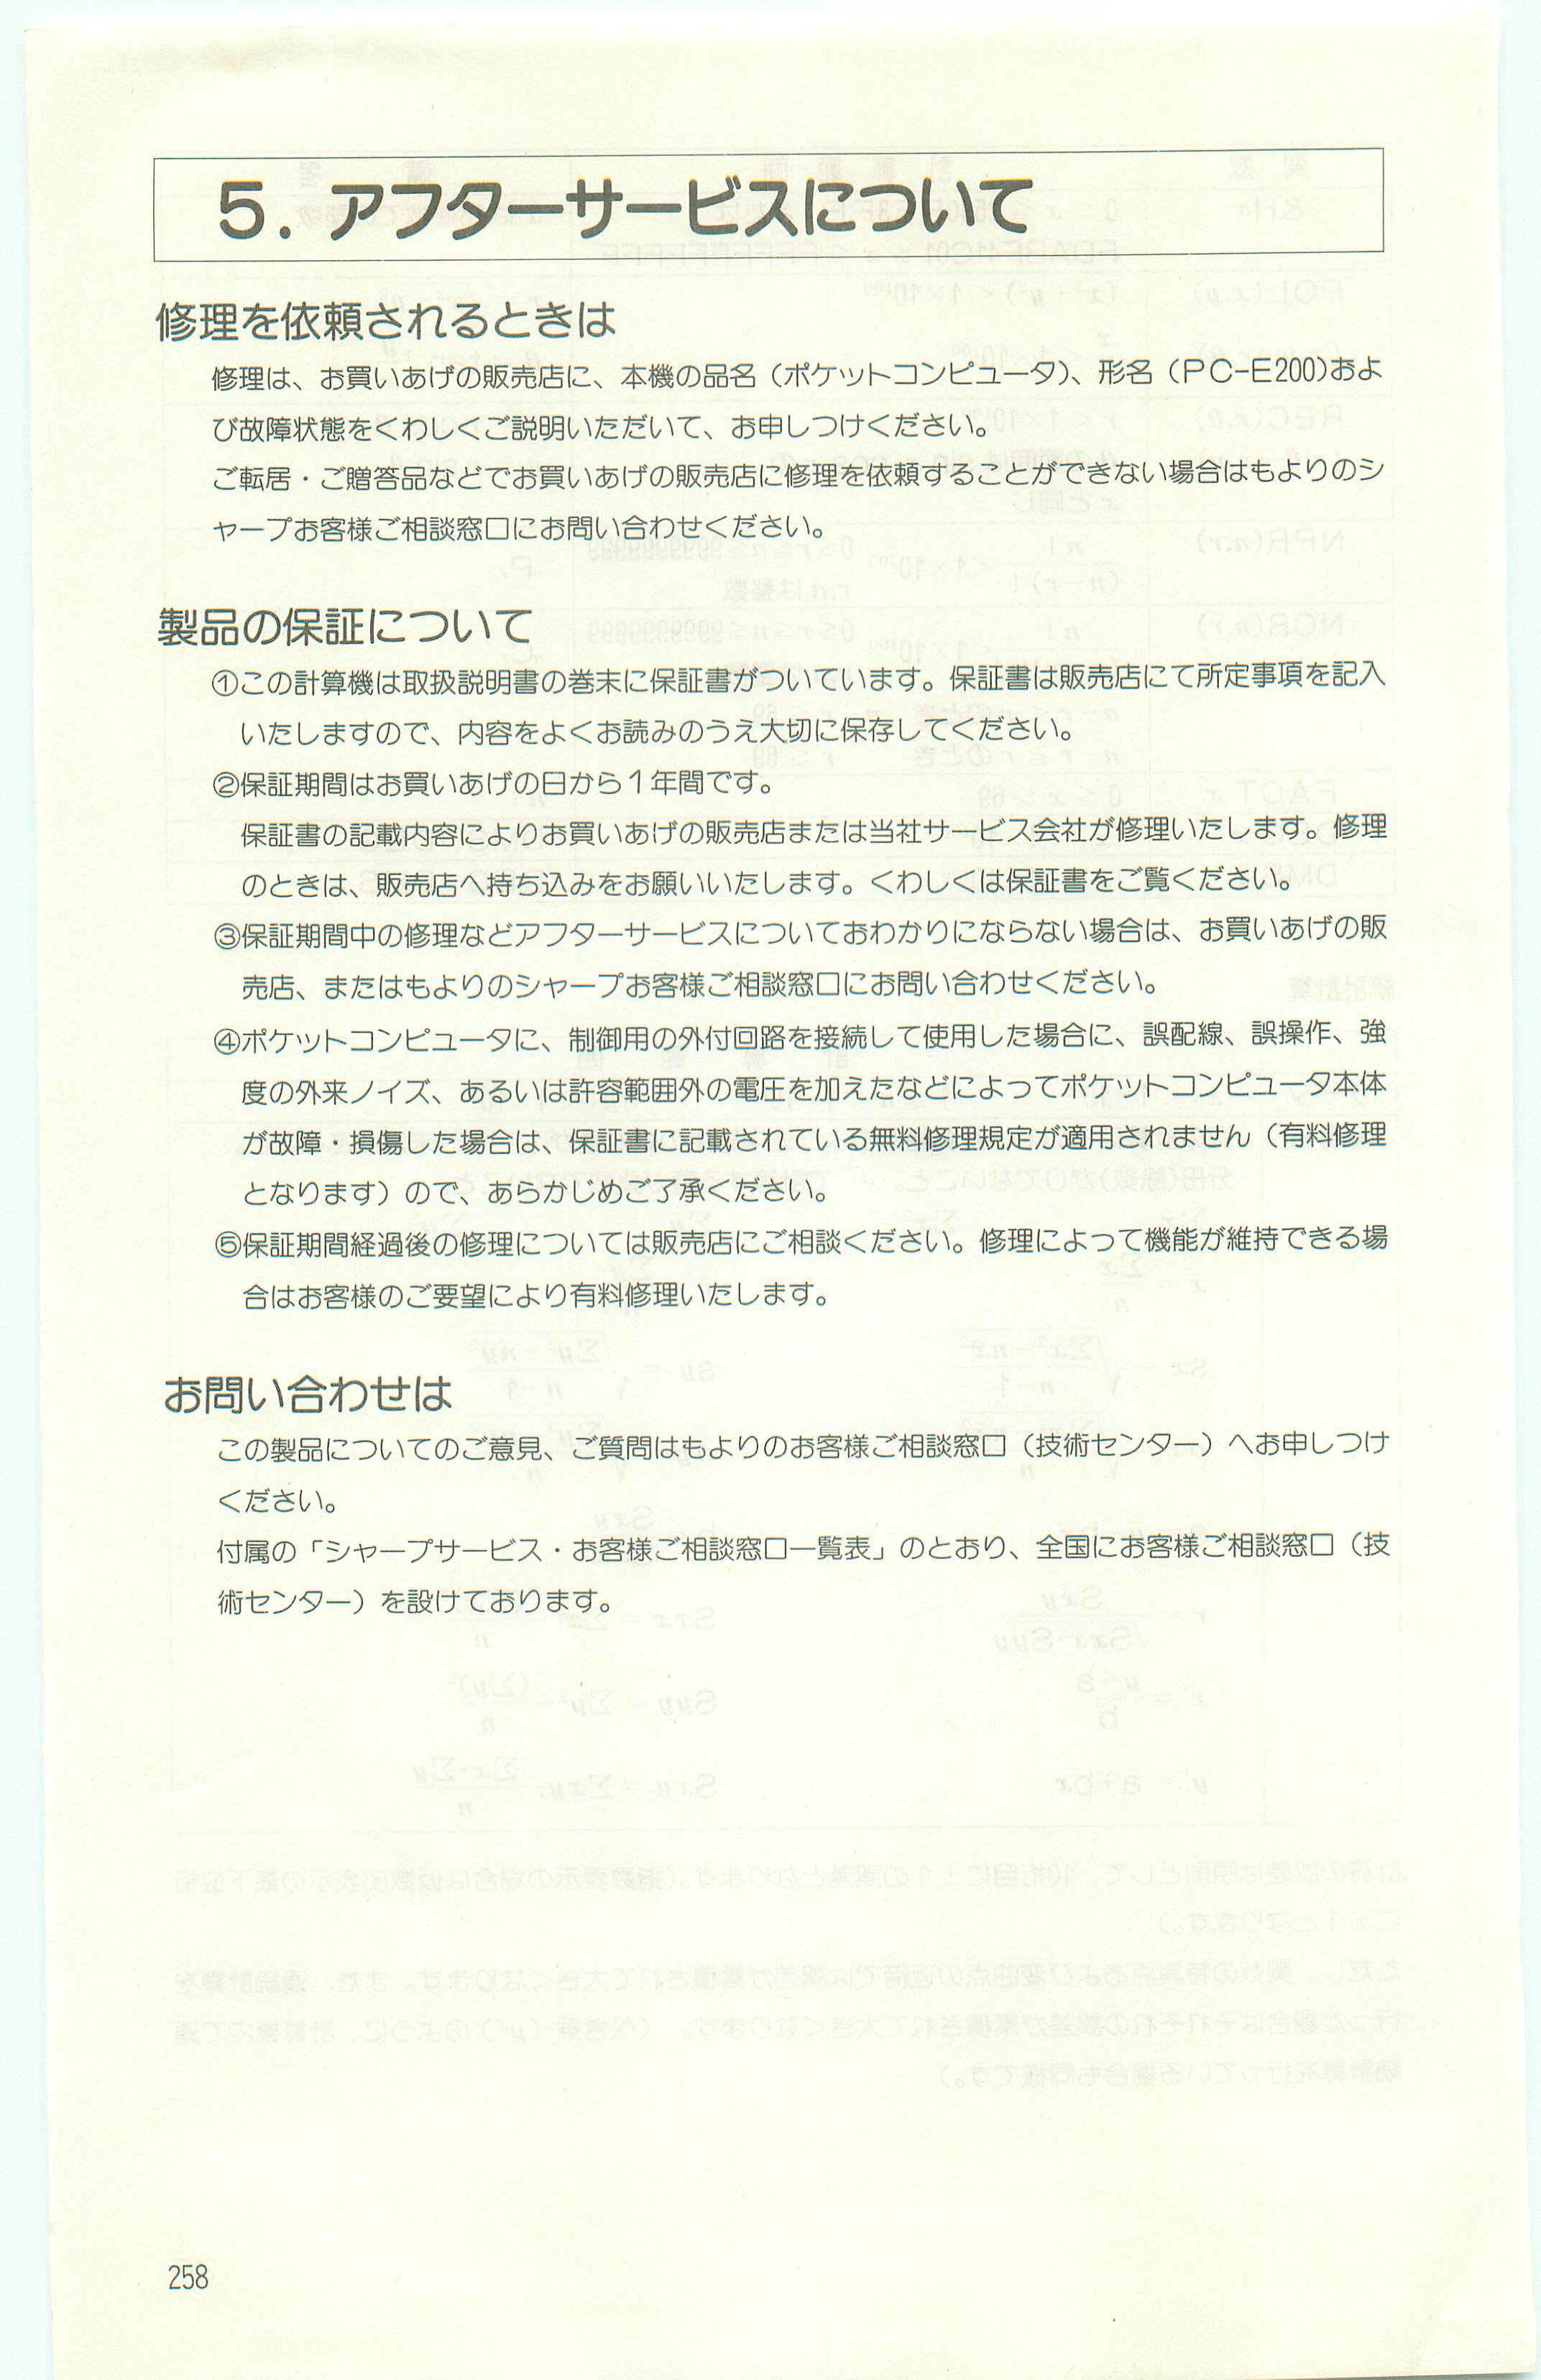 5. アフターサービスについて
修理を依頼されるときは
修理は、お買いあげの販売店に、本機の品名（ポケットコンピュータ）、形名（PC-E200)およ
び故障状態をくわしくご説明いただいて、お申しつけください。
ご転居・ご贈答品などでお買いあげの販売店に修理を依頼することができない場合はもよりのシ
ャープお客様ご相談窓口にお問い合わせください。
製品の保証について
①この計算機は取扱説明書の巻末に保証書がついています。保証書は販売店にて所定事項を記入
いたしますので、内容をよくお読みのうえ大切に保存してください。
②保証期間はお買いあげの日から１年間です。
保証書の記載内容によりお買いあげの販売店または当社サービス会社が修理いたします。修理
のときは、販売店へ持ち込みをお願いいたします。くわしくは保証書をご覧ください。
③保証期間中の修理などアフターサービスについておわかりにならない場合は、お買いあげの販
売店、またはもよりのシャープお客様ご相談窓口にお問い合わせください。
④ポケットコンピュータに、制御用の外付回路を接続して使用した場合に、誤配線、誤操作、強
度の外来ノイズ、あるいは許容範囲外の電圧を加えたなどによってポケットコンピュータ本体
が故障・損傷した場合は、保証書に記載されている無料修理規定が適用されません（有料修理
となります）ので、あらかじめご了承ください。
⑤保証期間経過後の修理については販売店にご相談ください。修理によって機能が維持できる場
合はお客様のご要望により有料修理いたします。
お問い合わせは
この製品についてのご意見、ご質問はもよりのお客様ご相談窓口（技術センター）へお申しつけ
ください。
付属の「シャープサービス・お客様ご相談窓口一覧表」のとおり、全国にお客様ご相談窓口（技
術センター）を設けております。
258